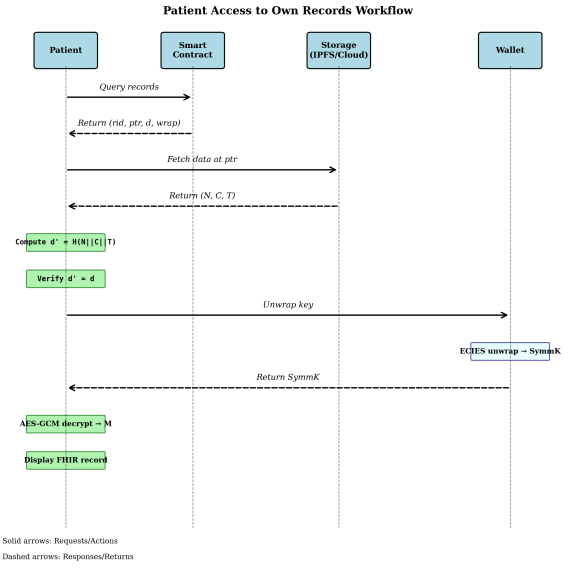 Patient Access to Own Records Workflow
Patient
Smart
Contract
Storage
(IPFS/Cloud)
Wallet
Query records
Return (rid, ptr, d, wrap)
Fetch data at ptr
Return (N, C, T)
Compute d' = H(N||C||T)
Verify d' = d
Unwrap key
ECIES unwrap → SymmK
Return SymmK
AES-GCM decrypt → M
Display FHIR record
Solid arrows: Requests/Actions
Dashed arrows: Responses/Returns